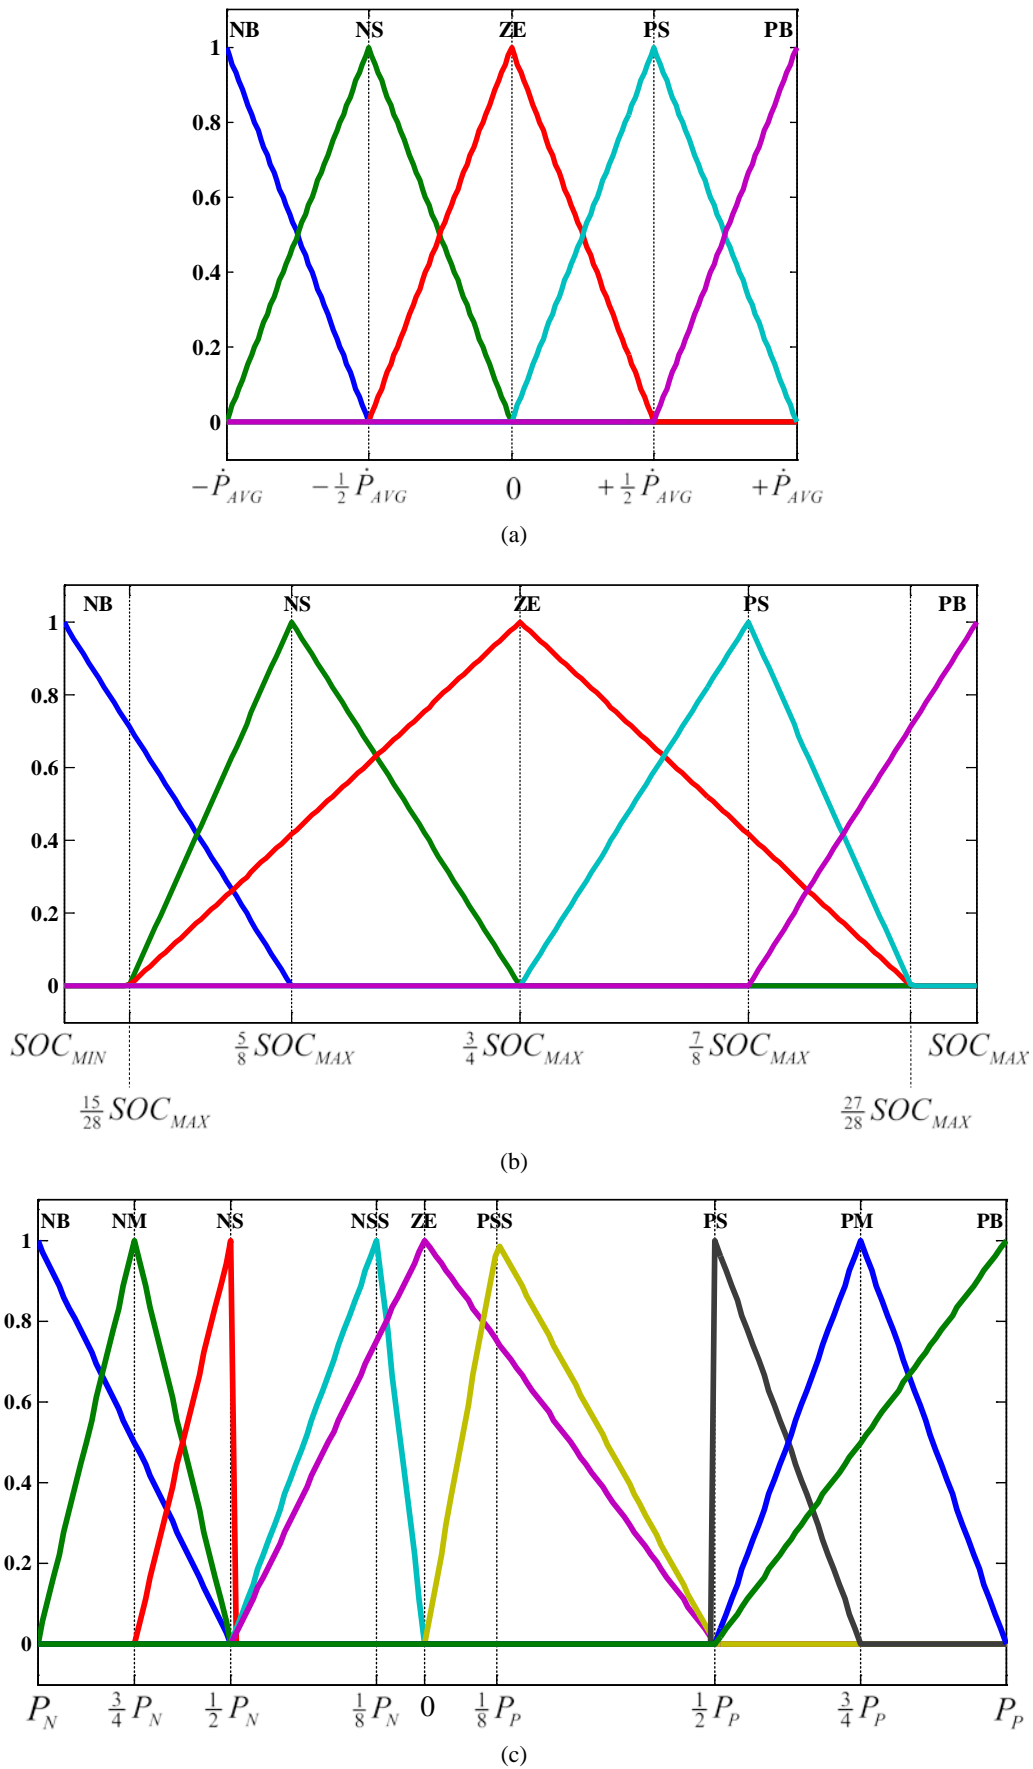 NB NS ZE PS PB
1
0.8
0.6
0.4
0.2
0
−Ṗ_AVG −½ Ṗ_AVG 0 +½ Ṗ_AVG +Ṗ_AVG
(a)
NB NS ZE PS PB
1
0.8
0.6
0.4
0.2
0
SOC_MIN 5/8 SOC_MAX 3/4 SOC_MAX 7/8 SOC_MAX SOC_MAX
15/28 SOC_MAX 27/28 SOC_MAX
(b)
NB NM NS NSS ZE PSS PS PM PB
1
0.8
0.6
0.4
0.2
0
P_N 3/4 P_N 1/2 P_N 1/8 P_N 0 1/8 P_P 1/2 P_P 3/4 P_P P_P
(c)